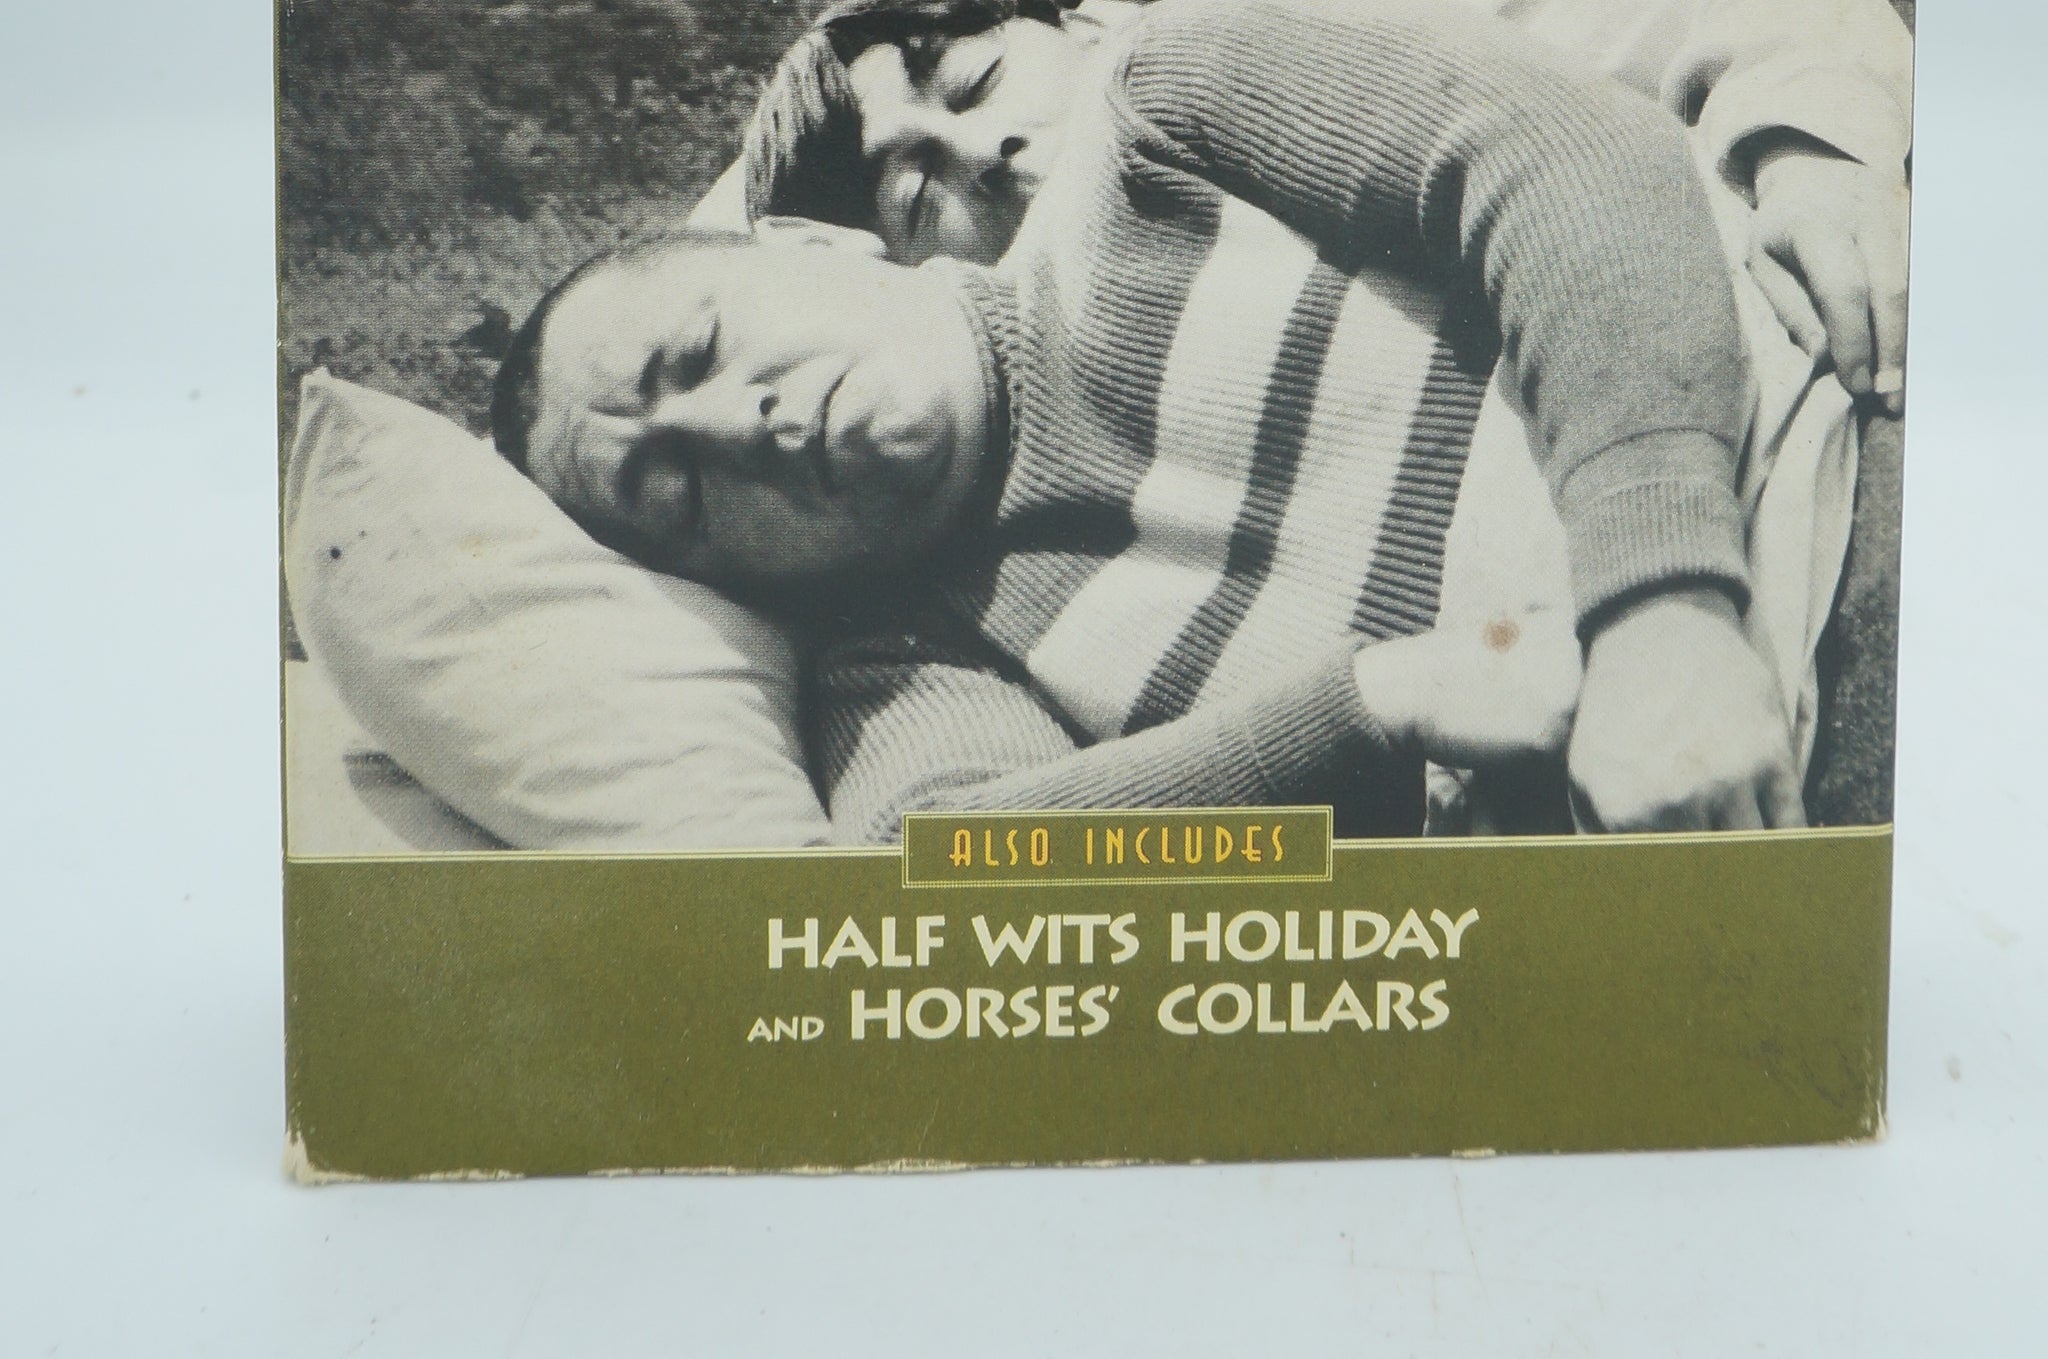 ALSO INCLUDES
HALF WITS HOLIDAY
AND HORSES' COLLARS